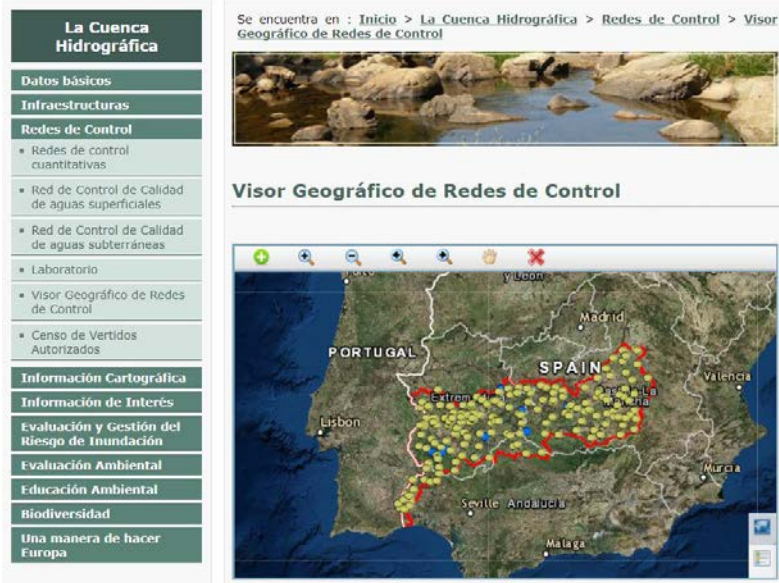 La Cuenca
Hidrográfica
Datos básicos
Infraestructuras
Redes de Control
Redes de control
cuantitativas
Red de Control de Calidad
de aguas superficiales
Red de Control de Calidad
de aguas subterráneas
Laboratorio
Visor Geográfico de Redes
de Control
Censo de Vertidos
Autorizados
Información Cartográfica
Información de Interés
Evaluación y Gestión del
Riesgo de Inundación
Evaluación Ambiental
Educación Ambiental
Biodiversidad
Una manera de hacer
Europa
Se encuentra en : Inicio > La Cuenca Hidrográfica > Redes de Control > Visor
Geográfico de Redes de Control
Visor Geográfico de Redes de Control
y León
Madrid
PORTUGAL
SPAIN
Valencia
Lisbon
Murcia
Seville Andalucía
Malaga